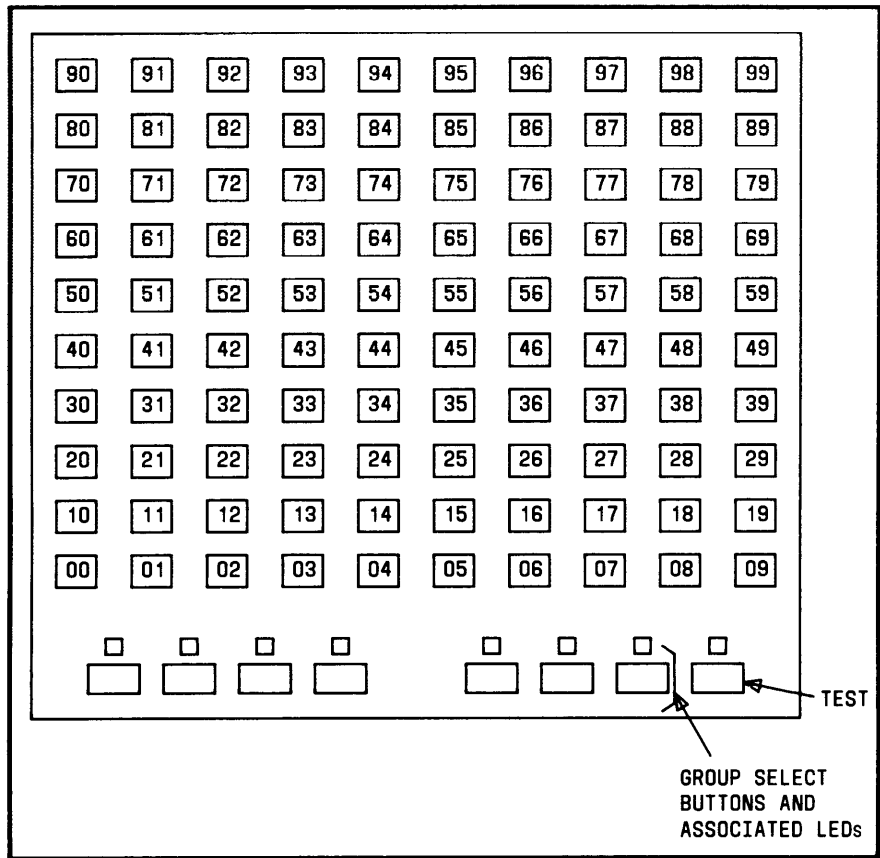 90 91 92 93 94 95 96 97 98 99
80 81 82 83 84 85 86 87 88 89
70 71 72 73 74 75 76 77 78 79
60 61 62 63 64 65 66 67 68 69
50 51 52 53 54 55 56 57 58 59
40 41 42 43 44 45 46 47 48 49
30 31 32 33 34 35 36 37 38 39
20 21 22 23 24 25 26 27 28 29
10 11 12 13 14 15 16 17 18 19
00 01 02 03 04 05 06 07 08 09
TEST
GROUP SELECT
BUTTONS AND
ASSOCIATED LEDs